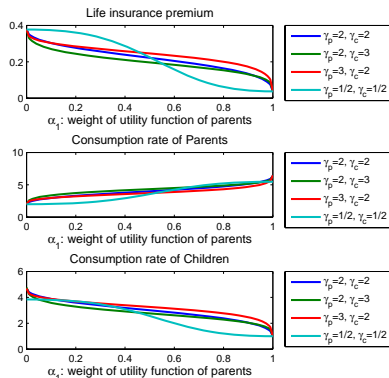 Life insurance premium
0.4
0.2
0
0 0.2 0.4 0.6 0.8 1
α₁: weight of utility function of parents
γp=2, γc=2
γp=2, γc=3
γp=3, γc=2
γp=1/2, γc=1/2
Consumption rate of Parents
10
5
0
0 0.2 0.4 0.6 0.8 1
α₁: weight of utility function of parents
γp=2, γc=2
γp=2, γc=3
γp=3, γc=2
γp=1/2, γc=1/2
Consumption rate of Children
6
4
2
0
0 0.2 0.4 0.6 0.8 1
α₁: weight of utility function of parents
γp=2, γc=2
γp=2, γc=3
γp=3, γc=2
γp=1/2, γc=1/2